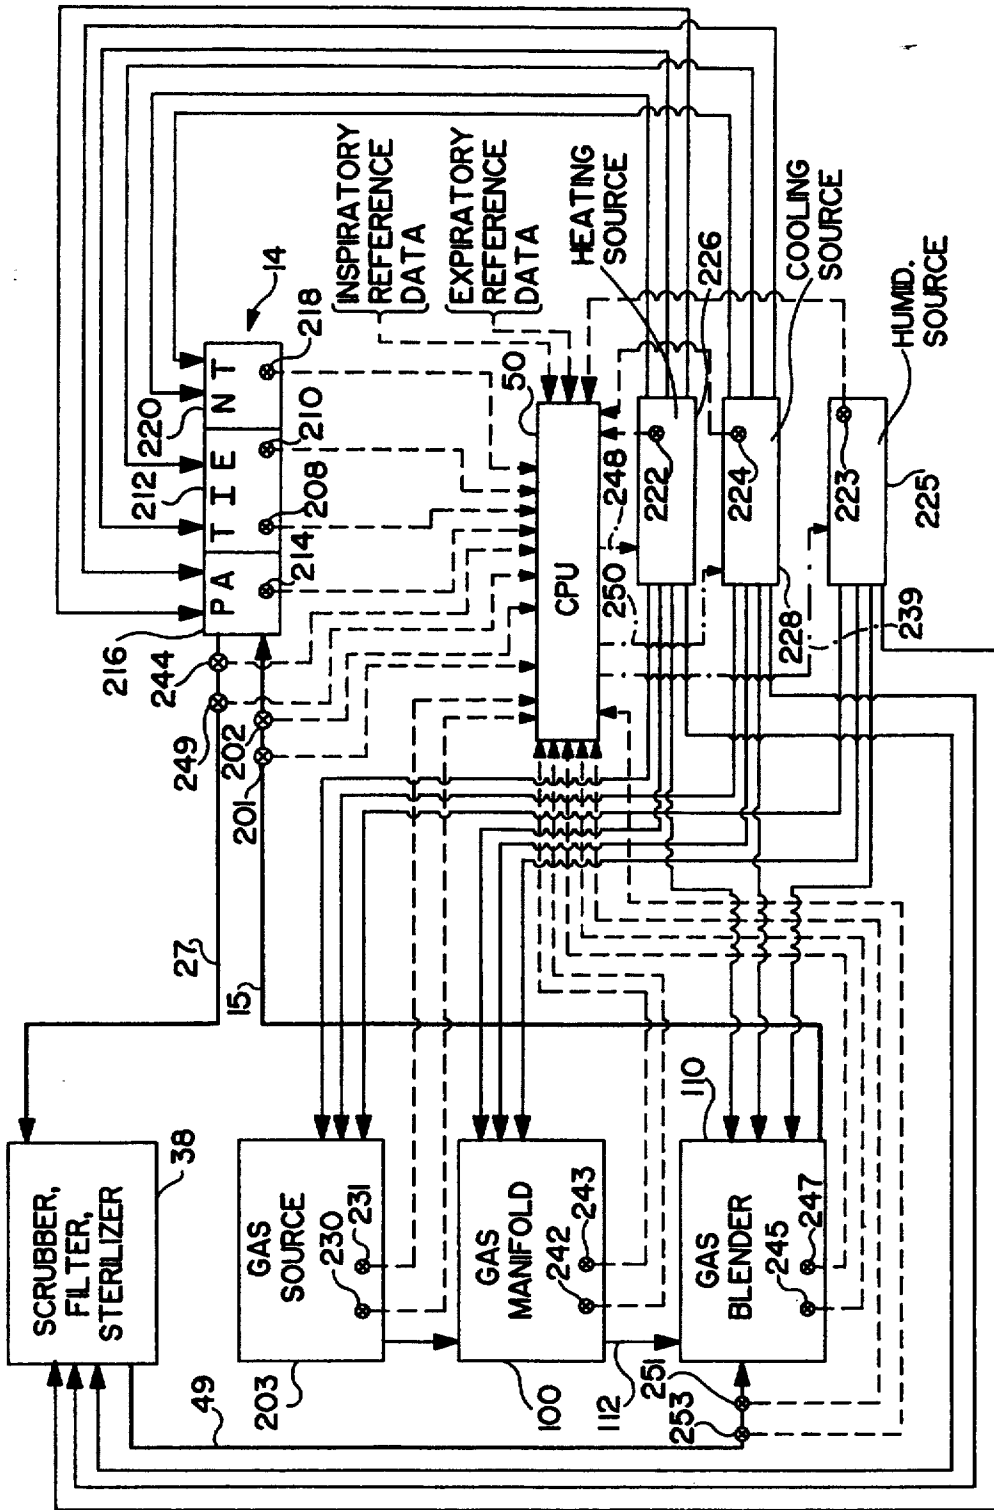 SCRUBBER,
FILTER,
STERILIZER
38
27
15
49
GAS
SOURCE
230
231
203
GAS
MANIFOLD
242
243
100
112
GAS
BLENDER
245
247
110
251
253
PATIENT
14
216
212
220
214
208
210
218
244
249
202
201
INSPIRATORY
REFERENCE
DATA
EXPIRATORY
REFERENCE
DATA
CPU
50
248
250
HEATING
SOURCE
222
226
COOLING
SOURCE
224
228
HUMID.
SOURCE
223
225
239